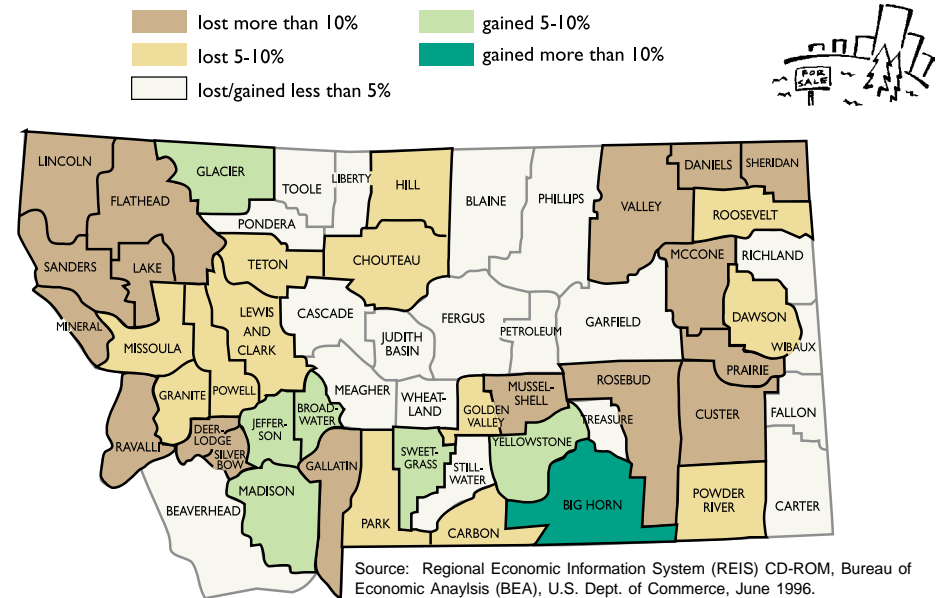 lost more than 10%
lost 5-10%
lost/gained less than 5%
gained 5-10%
gained more than 10%
FOR
SALE
LINCOLN
FLATHEAD
GLACIER
TOOLE
LIBERTY
HILL
BLAINE
PHILLIPS
VALLEY
DANIELS
SHERIDAN
ROOSEVELT
PONDERA
SANDERS
LAKE
TETON
CHOUTEAU
MCCONE
RICHLAND
MINERAL
MISSOULA
LEWIS
AND
CLARK
CASCADE
JUDITH
BASIN
FERGUS
PETROLEUM
GARFIELD
DAWSON
WIBAUX
PRAIRIE
GRANITE
POWELL
MEAGHER
WHEAT-
LAND
GOLDEN
VALLEY
MUSSEL-
SHELL
ROSEBUD
TREASURE
CUSTER
FALLON
RAVALLI
DEER-
LODGE
SILVER
BOW
JEFFER-
SON
BROAD-
WATER
GALLATIN
SWEET-
GRASS
STILL-
WATER
YELLOWSTONE
BEAVERHEAD
MADISON
PARK
CARBON
BIG HORN
POWDER
RIVER
CARTER
Source: Regional Economic Information System (REIS) CD-ROM, Bureau of
Economic Anaylsis (BEA), U.S. Dept. of Commerce, June 1996.